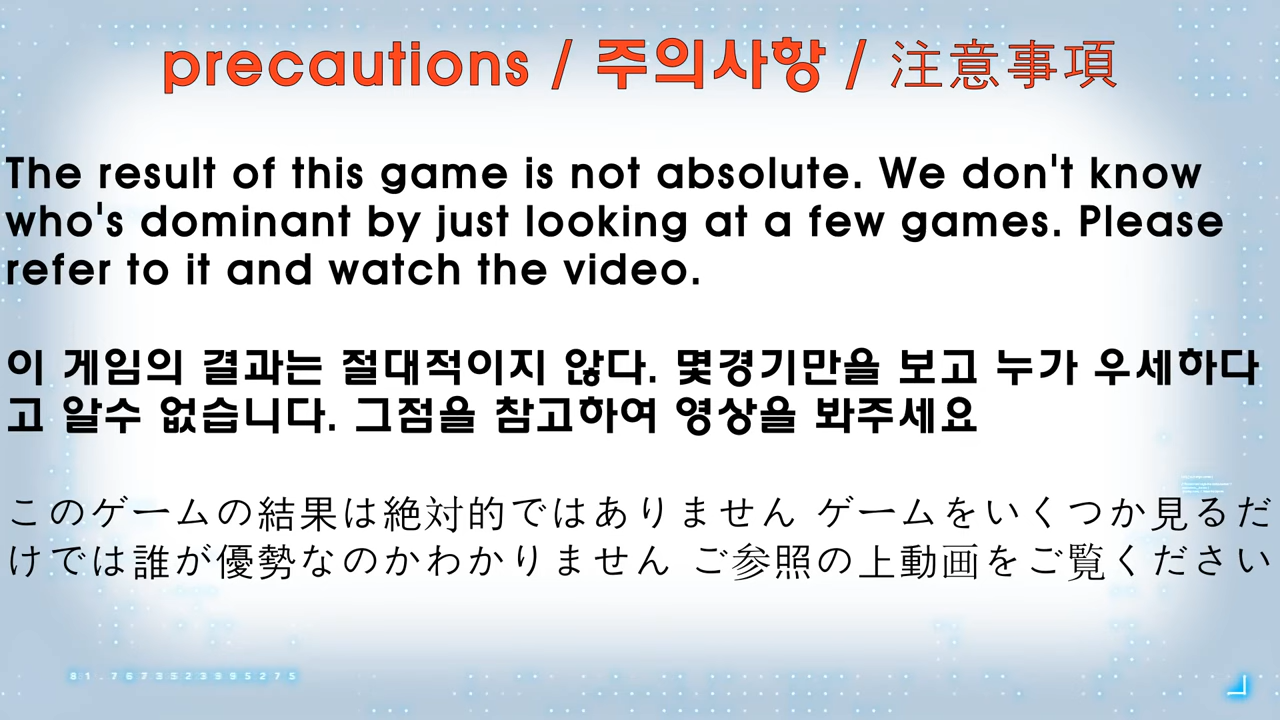 precautions / 주의사항 / 注意事項
The result of this game is not absolute. We don't know
who's dominant by just looking at a few games. Please
refer to it and watch the video.
이 게임의 결과는 절대적이지 않다. 몇경기만을 보고 누가 우세하다
고 알수 없습니다. 그점을 참고하여 영상을 봐주세요
このゲームの結果は絶対的ではありません ゲームをいくつか見るだ
けでは誰が優勢なのかわかりません ご参照の上動画をご覧ください